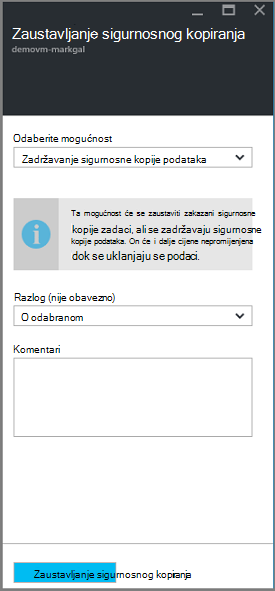 Zaustavljanje sigurnosnog kopiranja
demovm-markgal
Odaberite mogućnost
Zadržavanje sigurnosne kopije podataka
Ta mogućnost će se zaustaviti zakazani sigurnosne
kopije zadaci, ali se zadržavaju sigurnosne
kopije podataka. On će i dalje cijene nepromijenjena
dok se uklanjaju se podaci.
Razlog (nije obavezno)
O odabranom
Komentari
Zaustavljanje sigurnosnog kopiranja